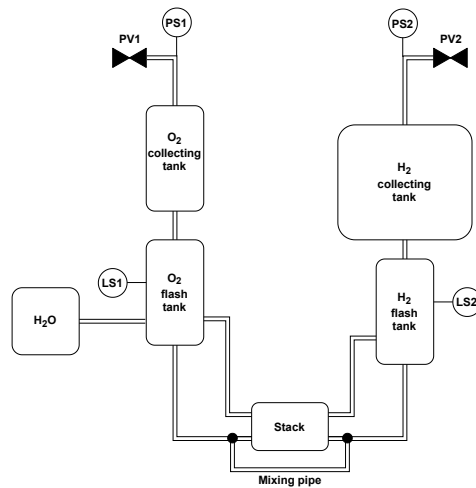 PS1
PS2
PV1
PV2
O2
collecting
tank
H2
collecting
tank
O2
flash
tank
H2
flash
tank
LS1
LS2
H2O
Stack
Mixing pipe